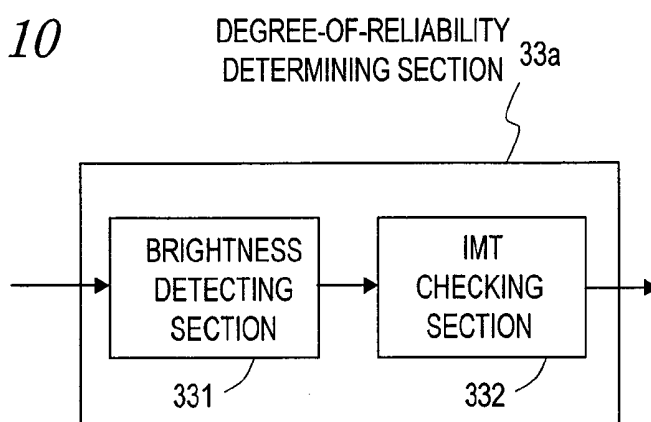 10
DEGREE-OF-RELIABILITY
DETERMINING SECTION
33a
BRIGHTNESS
DETECTING
SECTION
IMT
CHECKING
SECTION
331
332